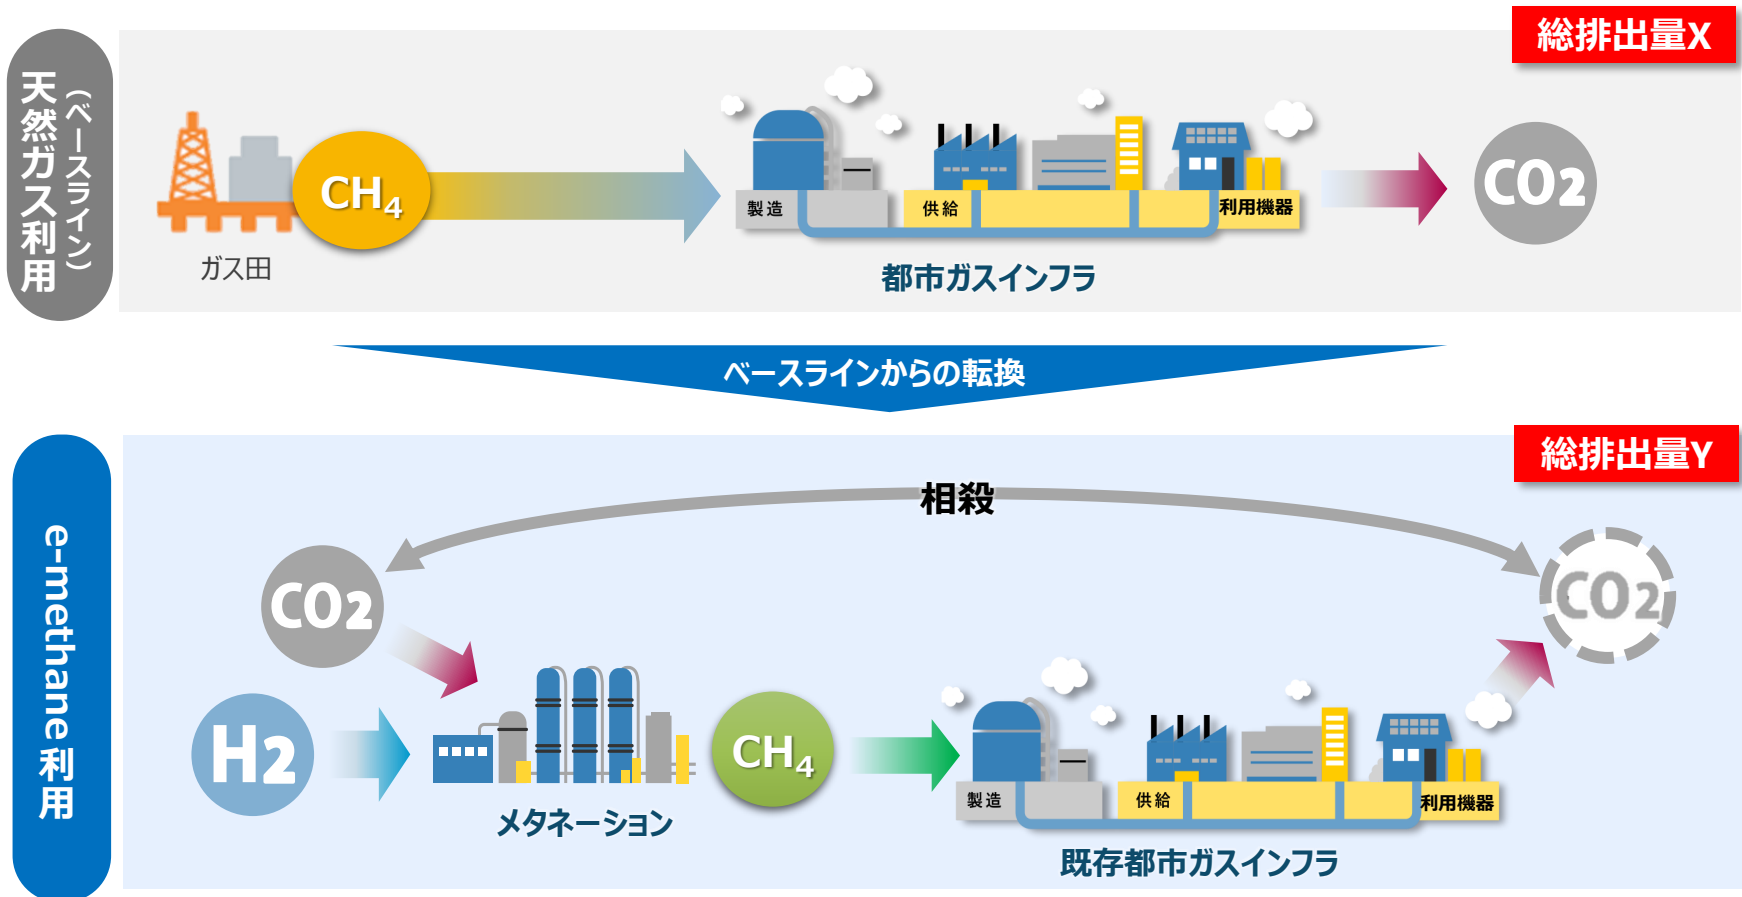 総排出量X
天然ガス利用
（ベースライン）
CH₄
ガス田
製造
供給
利用機器
都市ガスインフラ
CO2
ベースラインからの転換
総排出量Y
e-methane利用
相殺
CO2
CO2
H2
メタネーション
CH₄
製造
供給
利用機器
既存都市ガスインフラ